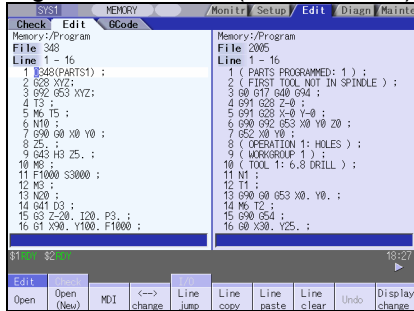 SYS1 MEMORY Monitr Setup Edit Diagn Mainte
Check Edit GCode
Memory:/Program
File 348
Line 1 - 16
1 O348(PARTS1) ;
2 G28 XYZ;
3 G92 G53 XYZ;
4 T3 ;
5 M6 T5 ;
6 N10 ;
7 G90 G0 X0 Y0 ;
8 Z5. ;
9 G43 H3 Z5. ;
10 M8 ;
11 F1000 S3000 ;
12 M3 ;
13 N20 ;
14 G41 D3 ;
15 G3 Z-20. I20. P3. ;
16 G1 X90. Y100. F1000 ;
Memory:/Program
File 2005
Line 1 - 16
1 ( PARTS PROGRAMMED: 1 ) ;
2 ( FIRST TOOL NOT IN SPINDLE ) ;
3 G0 G17 G40 G94 ;
4 G91 G28 Z-0 ;
5 G91 G28 X-0 Y-0 ;
6 G90 G92 G53 X0 Y0 Z0 ;
7 G52 X0 Y0 ;
8 ( OPERATION 1: HOLES ) ;
9 ( WORKGROUP 1 ) ;
10 ( TOOL 1: 6.8 DRILL ) ;
11 N1 ;
12 T1 ;
13 G90 G0 G53 X0. Y0. ;
14 M6 T2 ;
15 G90 G54 ;
16 G0 X30. Y25. ;
$1 RDY $2 RDY 18:27
Edit Check I/O
Open
Open (New)
MDI
<--> change
Line jump
Line copy
Line paste
Line clear
Undo
Display change